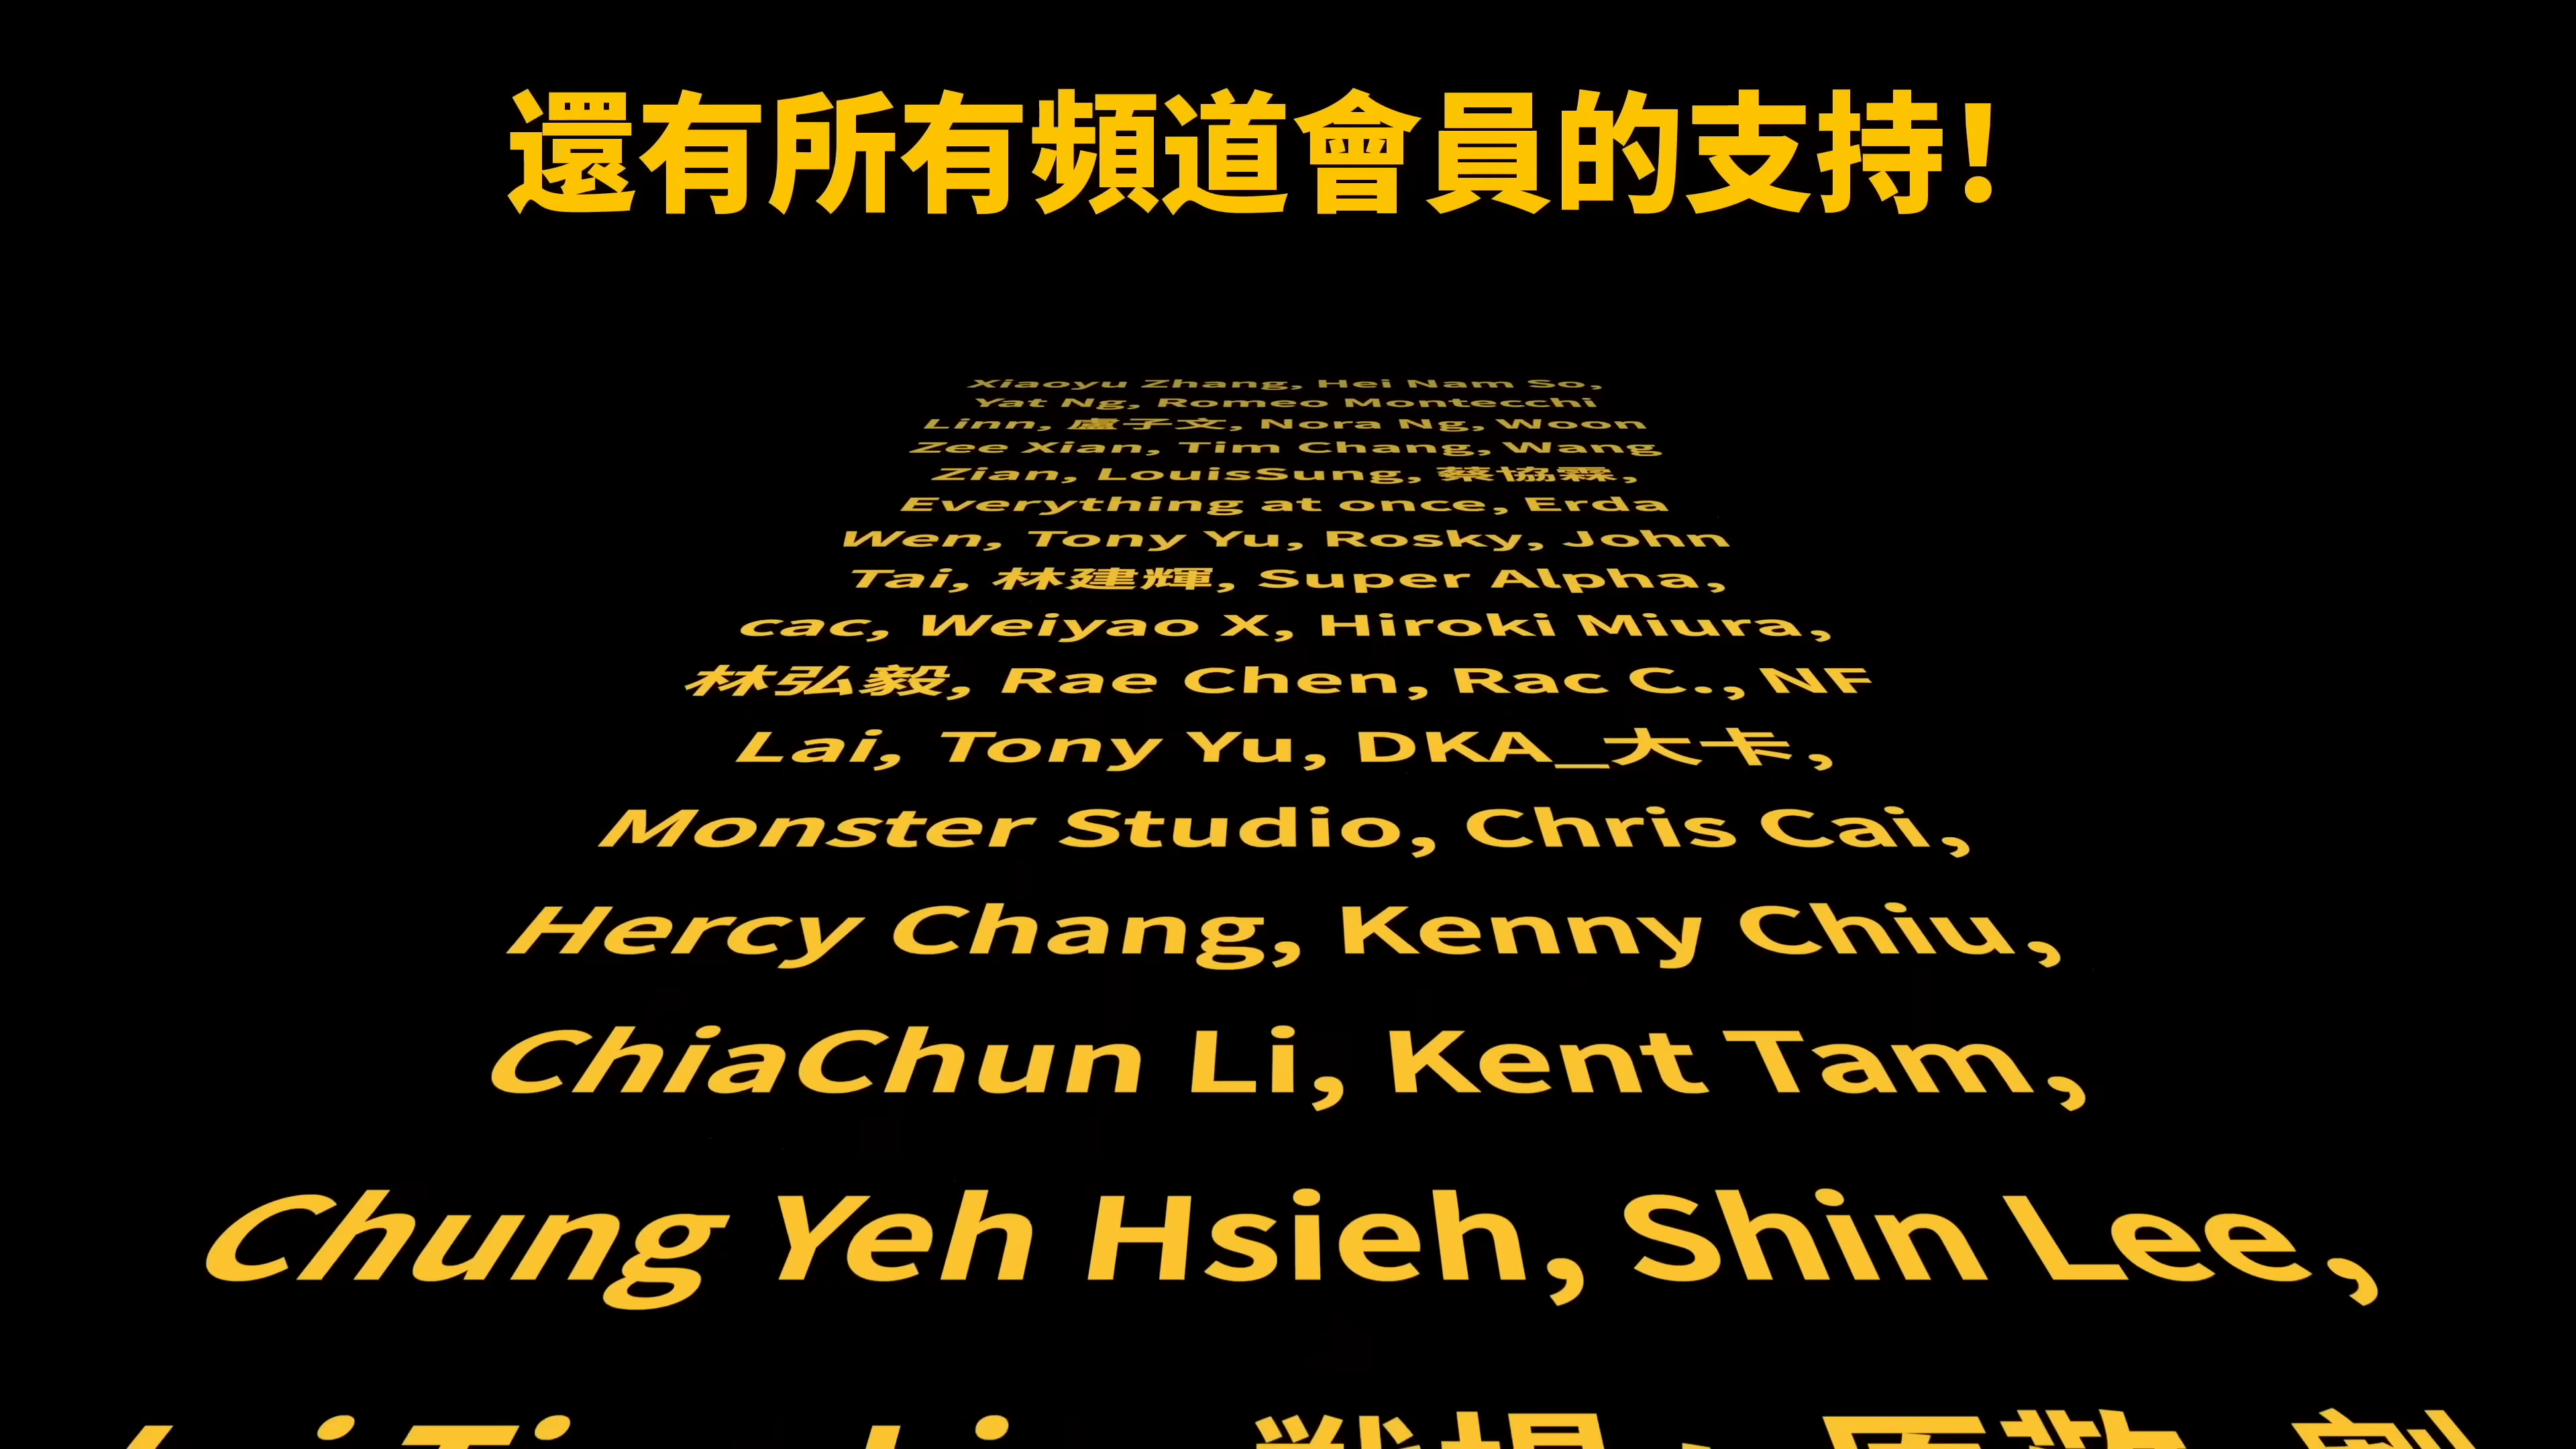 還有所有頻道會員的支持!
Xiaoyu Zhang, Hei Nam So,
Yat Ng, Romeo Montecchi
Linn, 盧子文, Nora Ng, Woon
Zee Xian, Tim Chang, Wang
Zian, LouisSung, 蔡協霖,
Everything at once, Erda
Wen, Tony Yu, Rosky, John
Tai, 林建輝, Super Alpha,
cac, Weiyao X, Hiroki Miura,
林弘毅, Rae Chen, Rac C., NF
Lai, Tony Yu, DKA_大卡,
Monster Studio, Chris Cai,
Hercy Chang, Kenny Chiu,
ChiaChun Li, Kent Tam,
Chung Yeh Hsieh, Shin Lee,